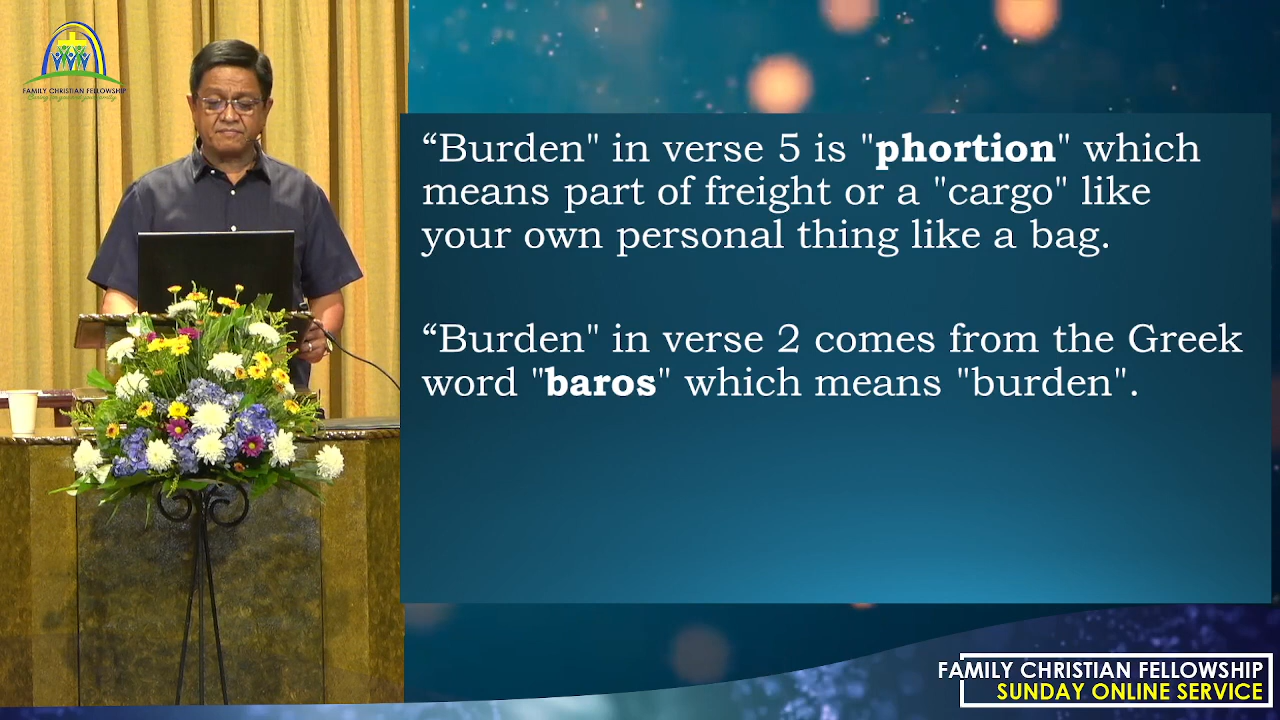 FAMILY CHRISTIAN FELLOWSHIP
“Burden" in verse 5 is "phortion" which
means part of freight or a "cargo" like
your own personal thing like a bag.
“Burden" in verse 2 comes from the Greek
word "baros" which means "burden".
FAMILY CHRISTIAN FELLOWSHIP
SUNDAY ONLINE SERVICE